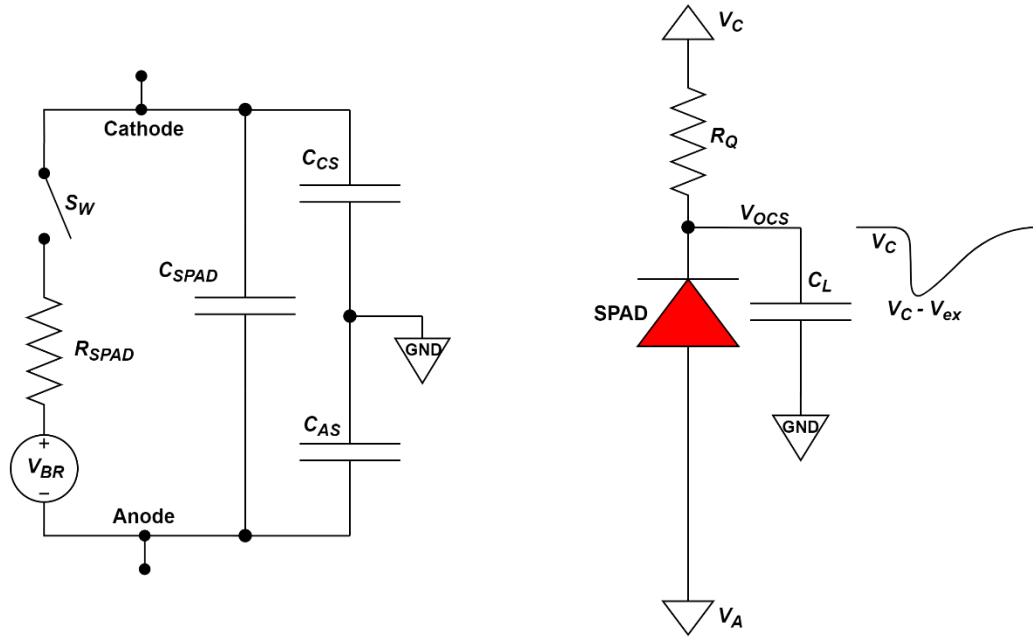 Cathode
S_W
R_SPAD
+
V_BR
−
Anode
C_SPAD
C_CS
GND
C_AS
V_C
R_Q
V_OCS
SPAD
C_L
GND
V_A
V_C
V_C - V_ex